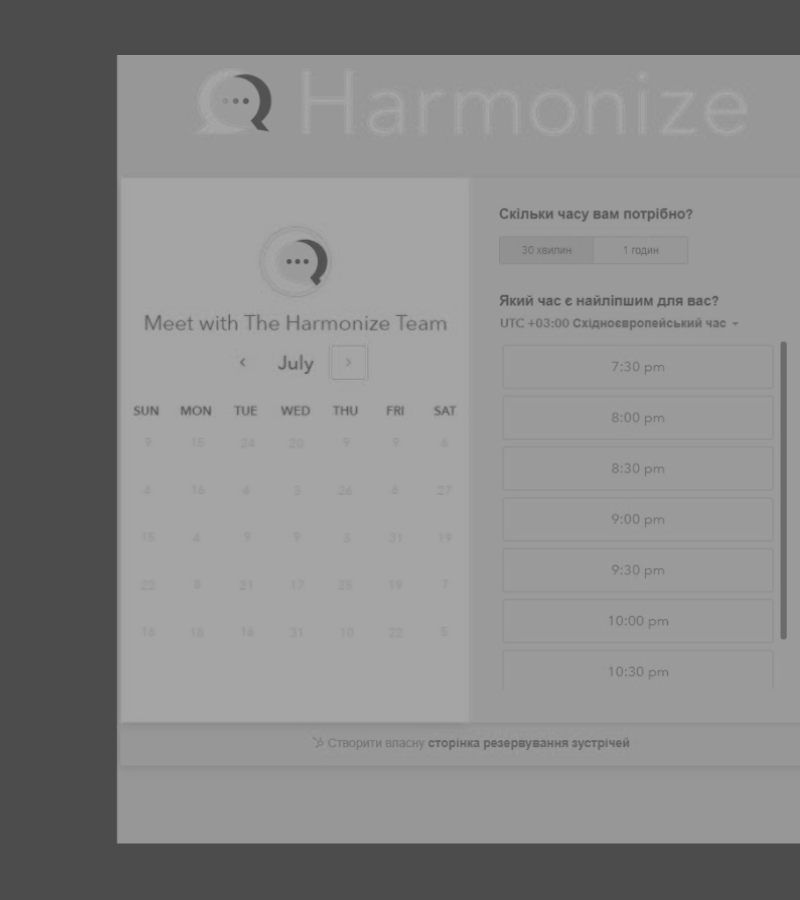 Harmonize
Meet with The Harmonize Team
‹ July ›
SUN MON TUE WED THU FRI SAT
9 15 24 20 9 9 4
4 16 4 3 26 6 27
15 4 9 9 3 31 19
22 6 21 17 25 19 7
16 18 14 31 10 22 5
Скільки часу вам потрібно?
30 хвилин 1 годин
Який час є найліпшим для вас?
UTC +03:00 Східноєвропейський час
7:30 pm
8:00 pm
8:30 pm
9:00 pm
9:30 pm
10:00 pm
10:30 pm
Створити власну сторінка резервування зустрічей